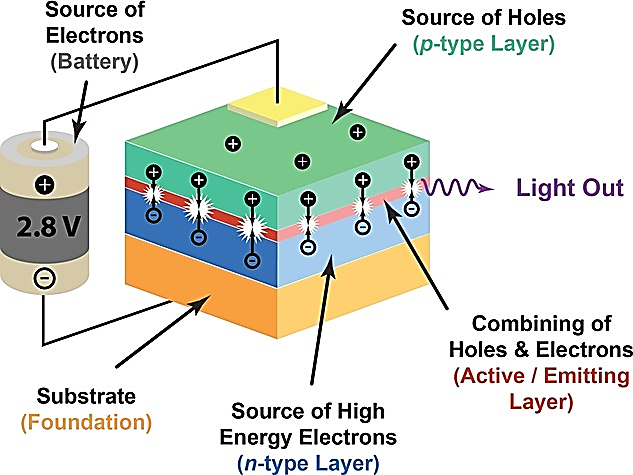 Source of
Electrons
(Battery)
Source of Holes
(p-type Layer)
+
+
+
+
+
+
+
+
+
+
2.8 V
−
−
−
−
−
−
−
Light Out
Combining of
Holes & Electrons
(Active / Emitting
Layer)
Substrate
(Foundation)
Source of High
Energy Electrons
(n-type Layer)